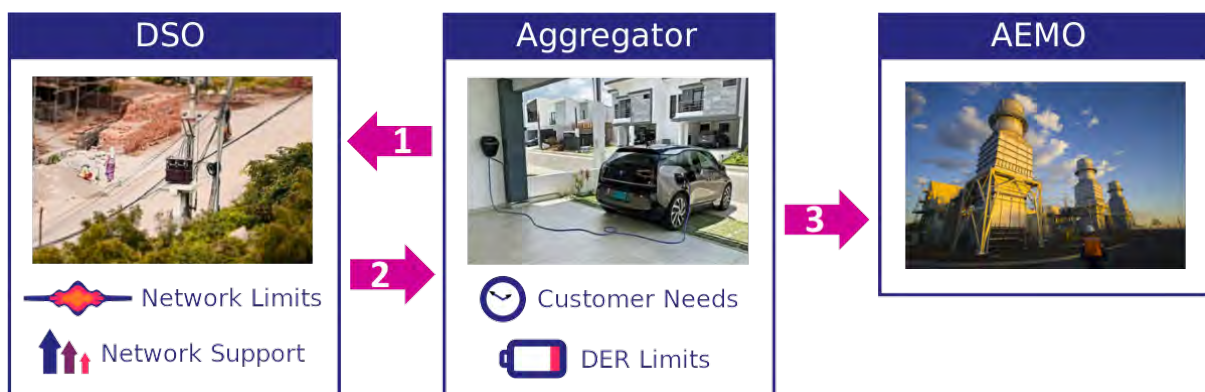 DSO
Aggregator
AEMO
1
2
3
Network Limits
Network Support
Customer Needs
DER Limits